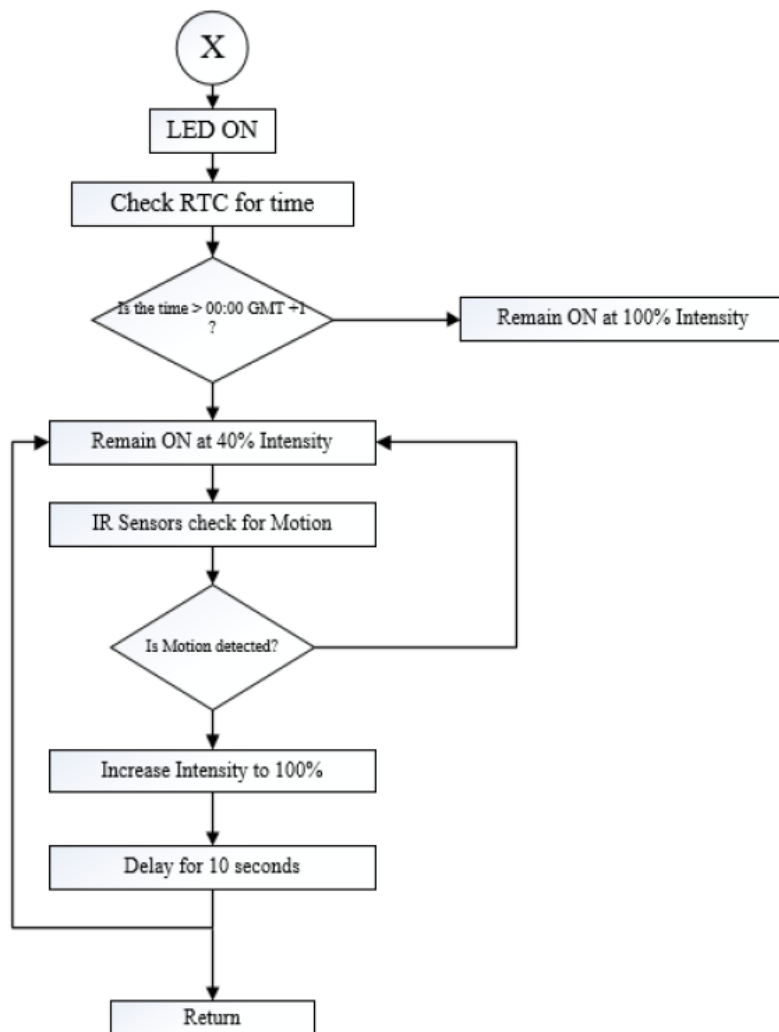 X
LED ON
Check RTC for time
Is the time > 00:00 GMT +1
?
Remain ON at 100% Intensity
Remain ON at 40% Intensity
IR Sensors check for Motion
Is Motion detected?
Increase Intensity to 100%
Delay for 10 seconds
Return